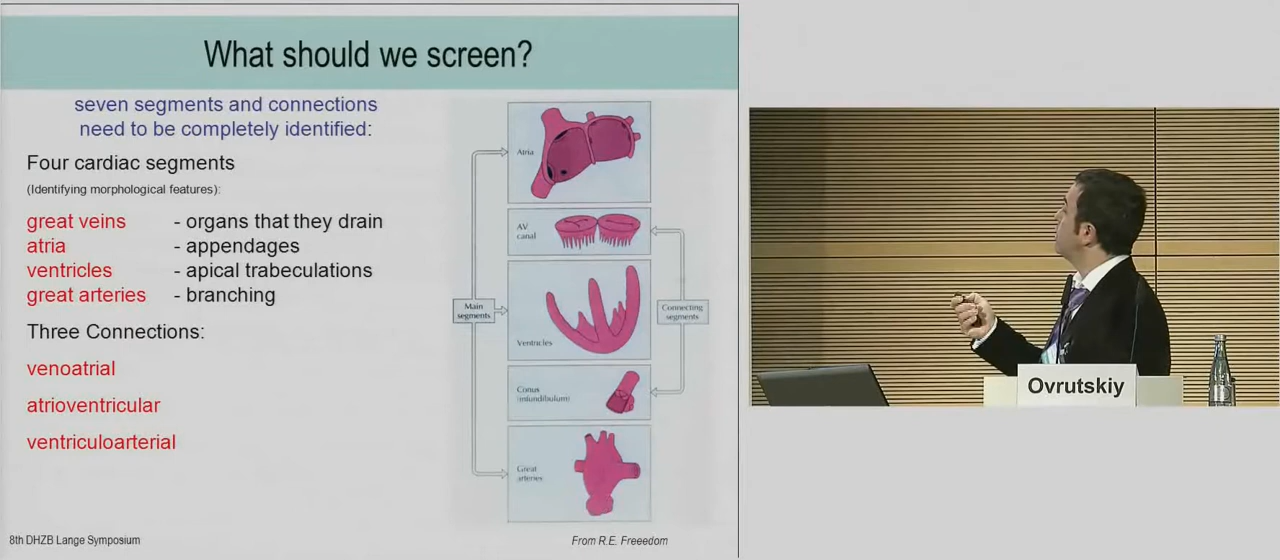 What should we screen?
seven segments and connections
need to be completely identified:
Four cardiac segments
(Identifying morphological features):
great veins - organs that they drain
atria - appendages
ventricles - apical trabeculations
great arteries - branching
Three Connections:
venoatrial
atrioventricular
ventriculoarterial
Atria
AV
canal
Main
segments
Connecting
segments
Ventricles
Conus
(infundibulum)
Great
arteries
8th DHZB Lange Symposium
From R.E. Freeedom
Ovrutskiy